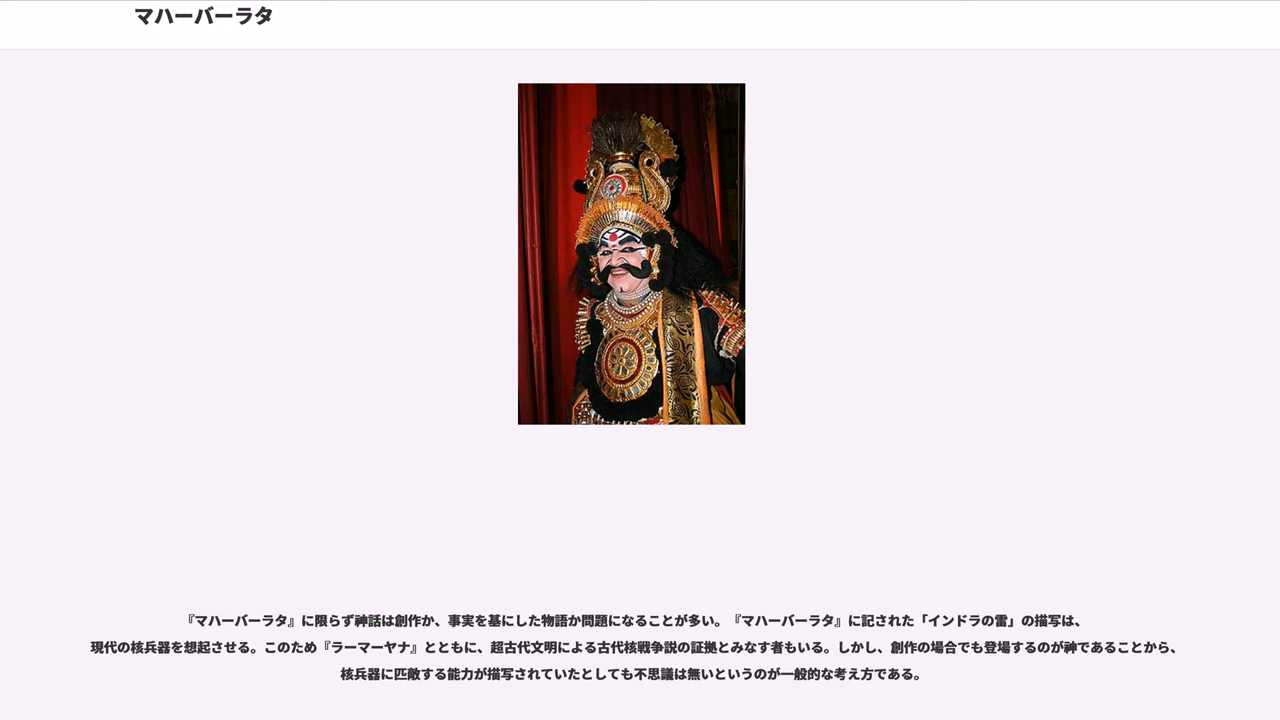 マハーバーラタ
『マハーバーラタ』に限らず神話は創作か、事実を基にした物語か問題になることが多い。『マハーバーラタ』に記された「インドラの雷」の描写は、
現代の核兵器を想起させる。このため『ラーマーヤナ』とともに、超古代文明による古代核戦争説の証拠とみなす者もいる。しかし、創作の場合でも登場するのが神であることから、
核兵器に匹敵する能力が描写されていたとしても不思議は無いというのが一般的な考え方である。